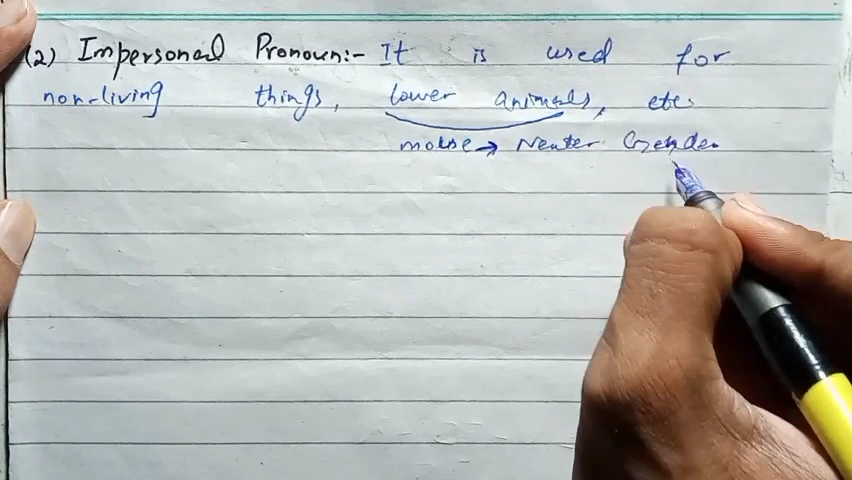 (2) Impersonal Pronoun:- It is used for
non-living things, lower animals, etc.
mouse → Neuter Gender